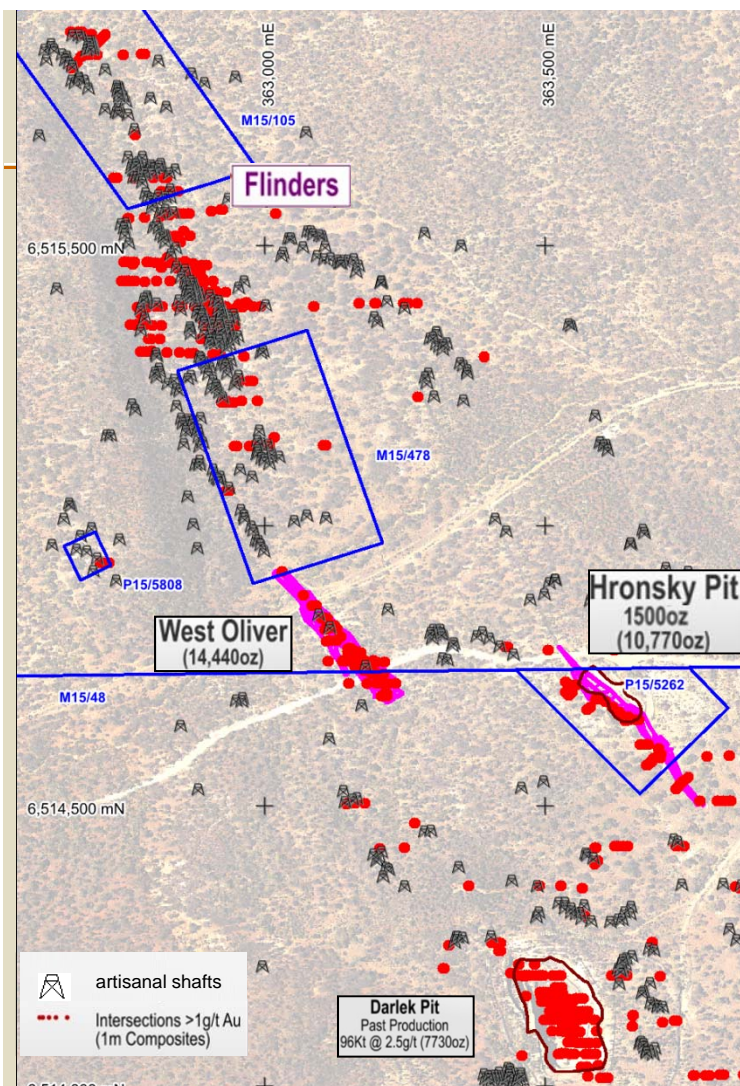 363,000 mE
363,500 mE
M15/105
Flinders
6,515,500 mN
M15/478
P15/5808
West Oliver
(14,440oz)
Hronsky Pit
1500oz
(10,770oz)
M15/48
P15/5262
6,514,500 mN
artisanal shafts
Intersections >1g/t Au
(1m Composites)
Darlek Pit
Past Production
96Kt @ 2.5g/t (7730oz)